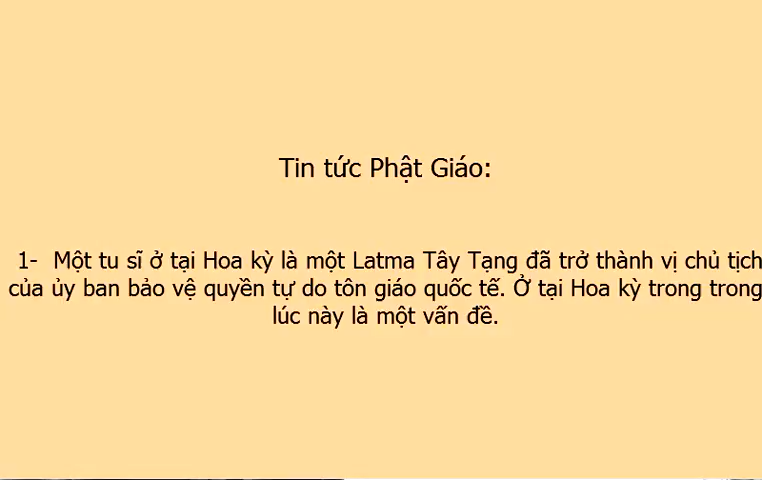 Tin tức Phật Giáo:
1- Một tu sĩ ở tại Hoa kỳ là một Latma Tây Tạng đã trở thành vị chủ tịch
của ủy ban bảo vệ quyền tự do tôn giáo quốc tế. Ở tại Hoa kỳ trong trong
lúc này là một vấn đề.